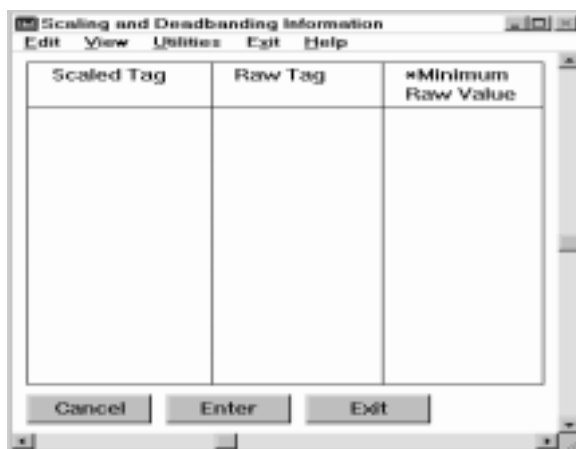 Scaling and Deadbanding Information
Edit View Utilities Exit Help
Scaled Tag Raw Tag *Minimum
Raw Value
Cancel Enter Exit